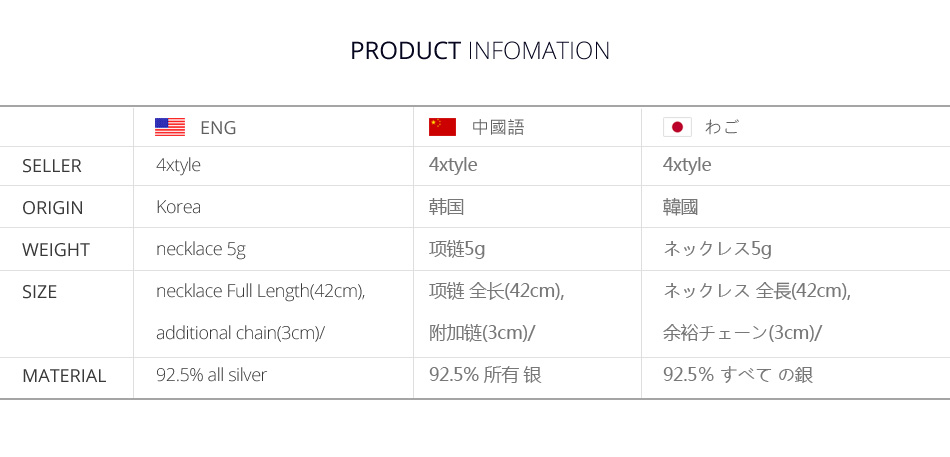 PRODUCT INFOMATION
ENG 中國語 わご
SELLER 4xtyle 4xtyle 4xtyle
ORIGIN Korea 韩国 韓國
WEIGHT necklace 5g 项链5g ネックレス5g
SIZE necklace Full Length(42cm), 项链 全长(42cm), ネックレス 全長(42cm),
additional chain(3cm)/ 附加链(3cm)/ 余裕チェーン(3cm)/
MATERIAL 92.5% all silver 92.5% 所有 银 92.5% すべて の銀